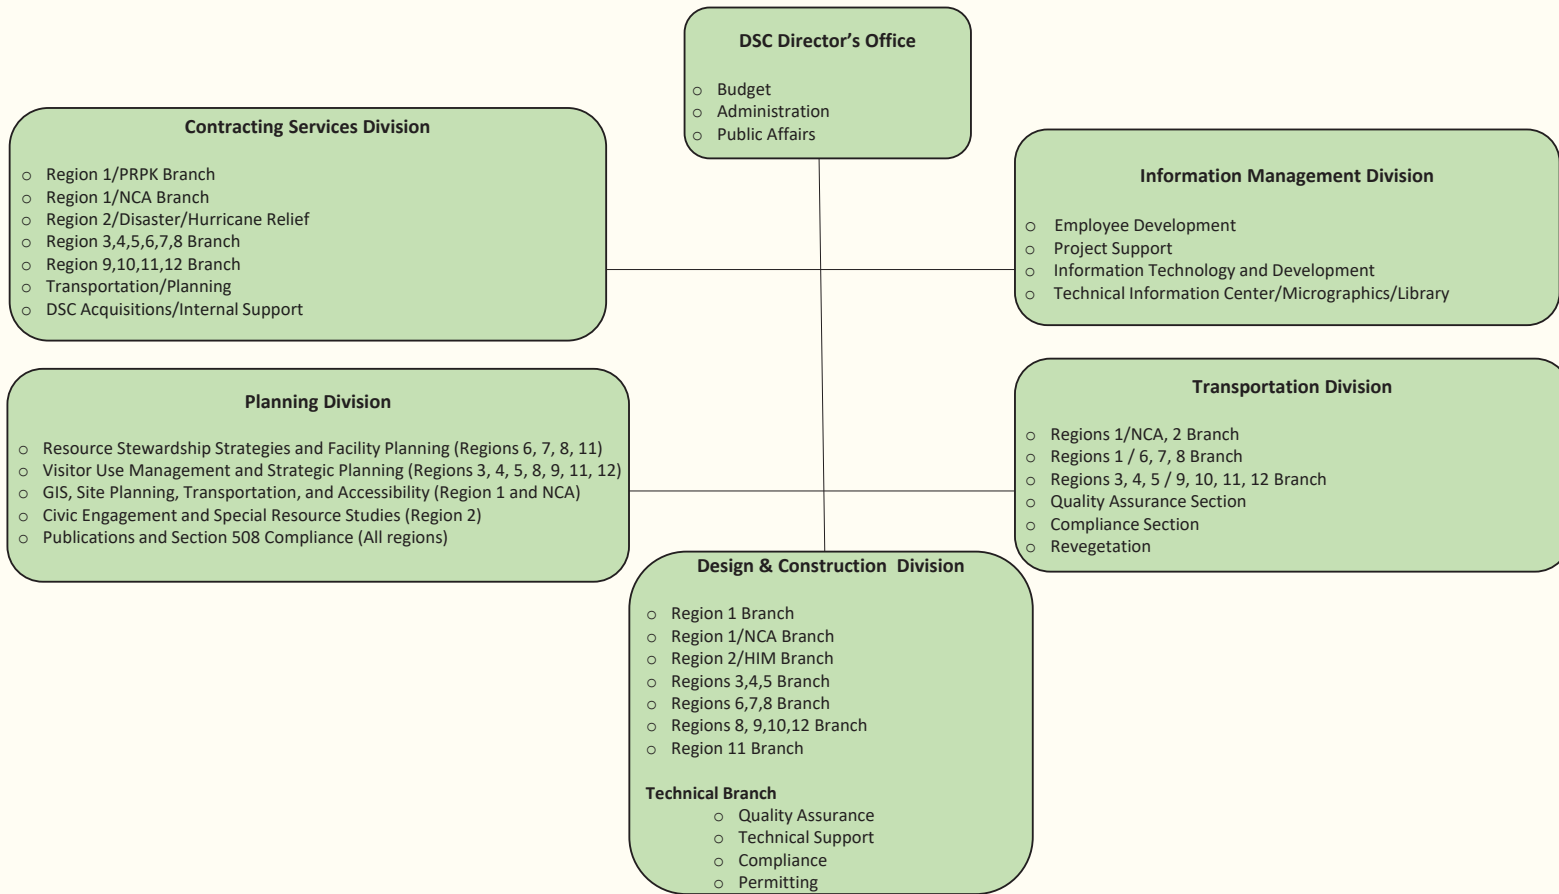 DSC Director’s Office
○ Budget
○ Administration
○ Public Affairs
Contracting Services Division
○ Region 1/PRPK Branch
○ Region 1/NCA Branch
○ Region 2/Disaster/Hurricane Relief
○ Region 3,4,5,6,7,8 Branch
○ Region 9,10,11,12 Branch
○ Transportation/Planning
○ DSC Acquisitions/Internal Support
Information Management Division
○ Employee Development
○ Project Support
○ Information Technology and Development
○ Technical Information Center/Micrographics/Library
Planning Division
○ Resource Stewardship Strategies and Facility Planning (Regions 6, 7, 8, 11)
○ Visitor Use Management and Strategic Planning (Regions 3, 4, 5, 8, 9, 11, 12)
○ GIS, Site Planning, Transportation, and Accessibility (Region 1 and NCA)
○ Civic Engagement and Special Resource Studies (Region 2)
○ Publications and Section 508 Compliance (All regions)
Transportation Division
○ Regions 1/NCA, 2 Branch
○ Regions 1 / 6, 7, 8 Branch
○ Regions 3, 4, 5 / 9, 10, 11, 12 Branch
○ Quality Assurance Section
○ Compliance Section
○ Revegetation
Design & Construction Division
○ Region 1 Branch
○ Region 1/NCA Branch
○ Region 2/HIM Branch
○ Regions 3,4,5 Branch
○ Regions 6,7,8 Branch
○ Regions 8, 9,10,12 Branch
○ Region 11 Branch
Technical Branch
○ Quality Assurance
○ Technical Support
○ Compliance
○ Permitting